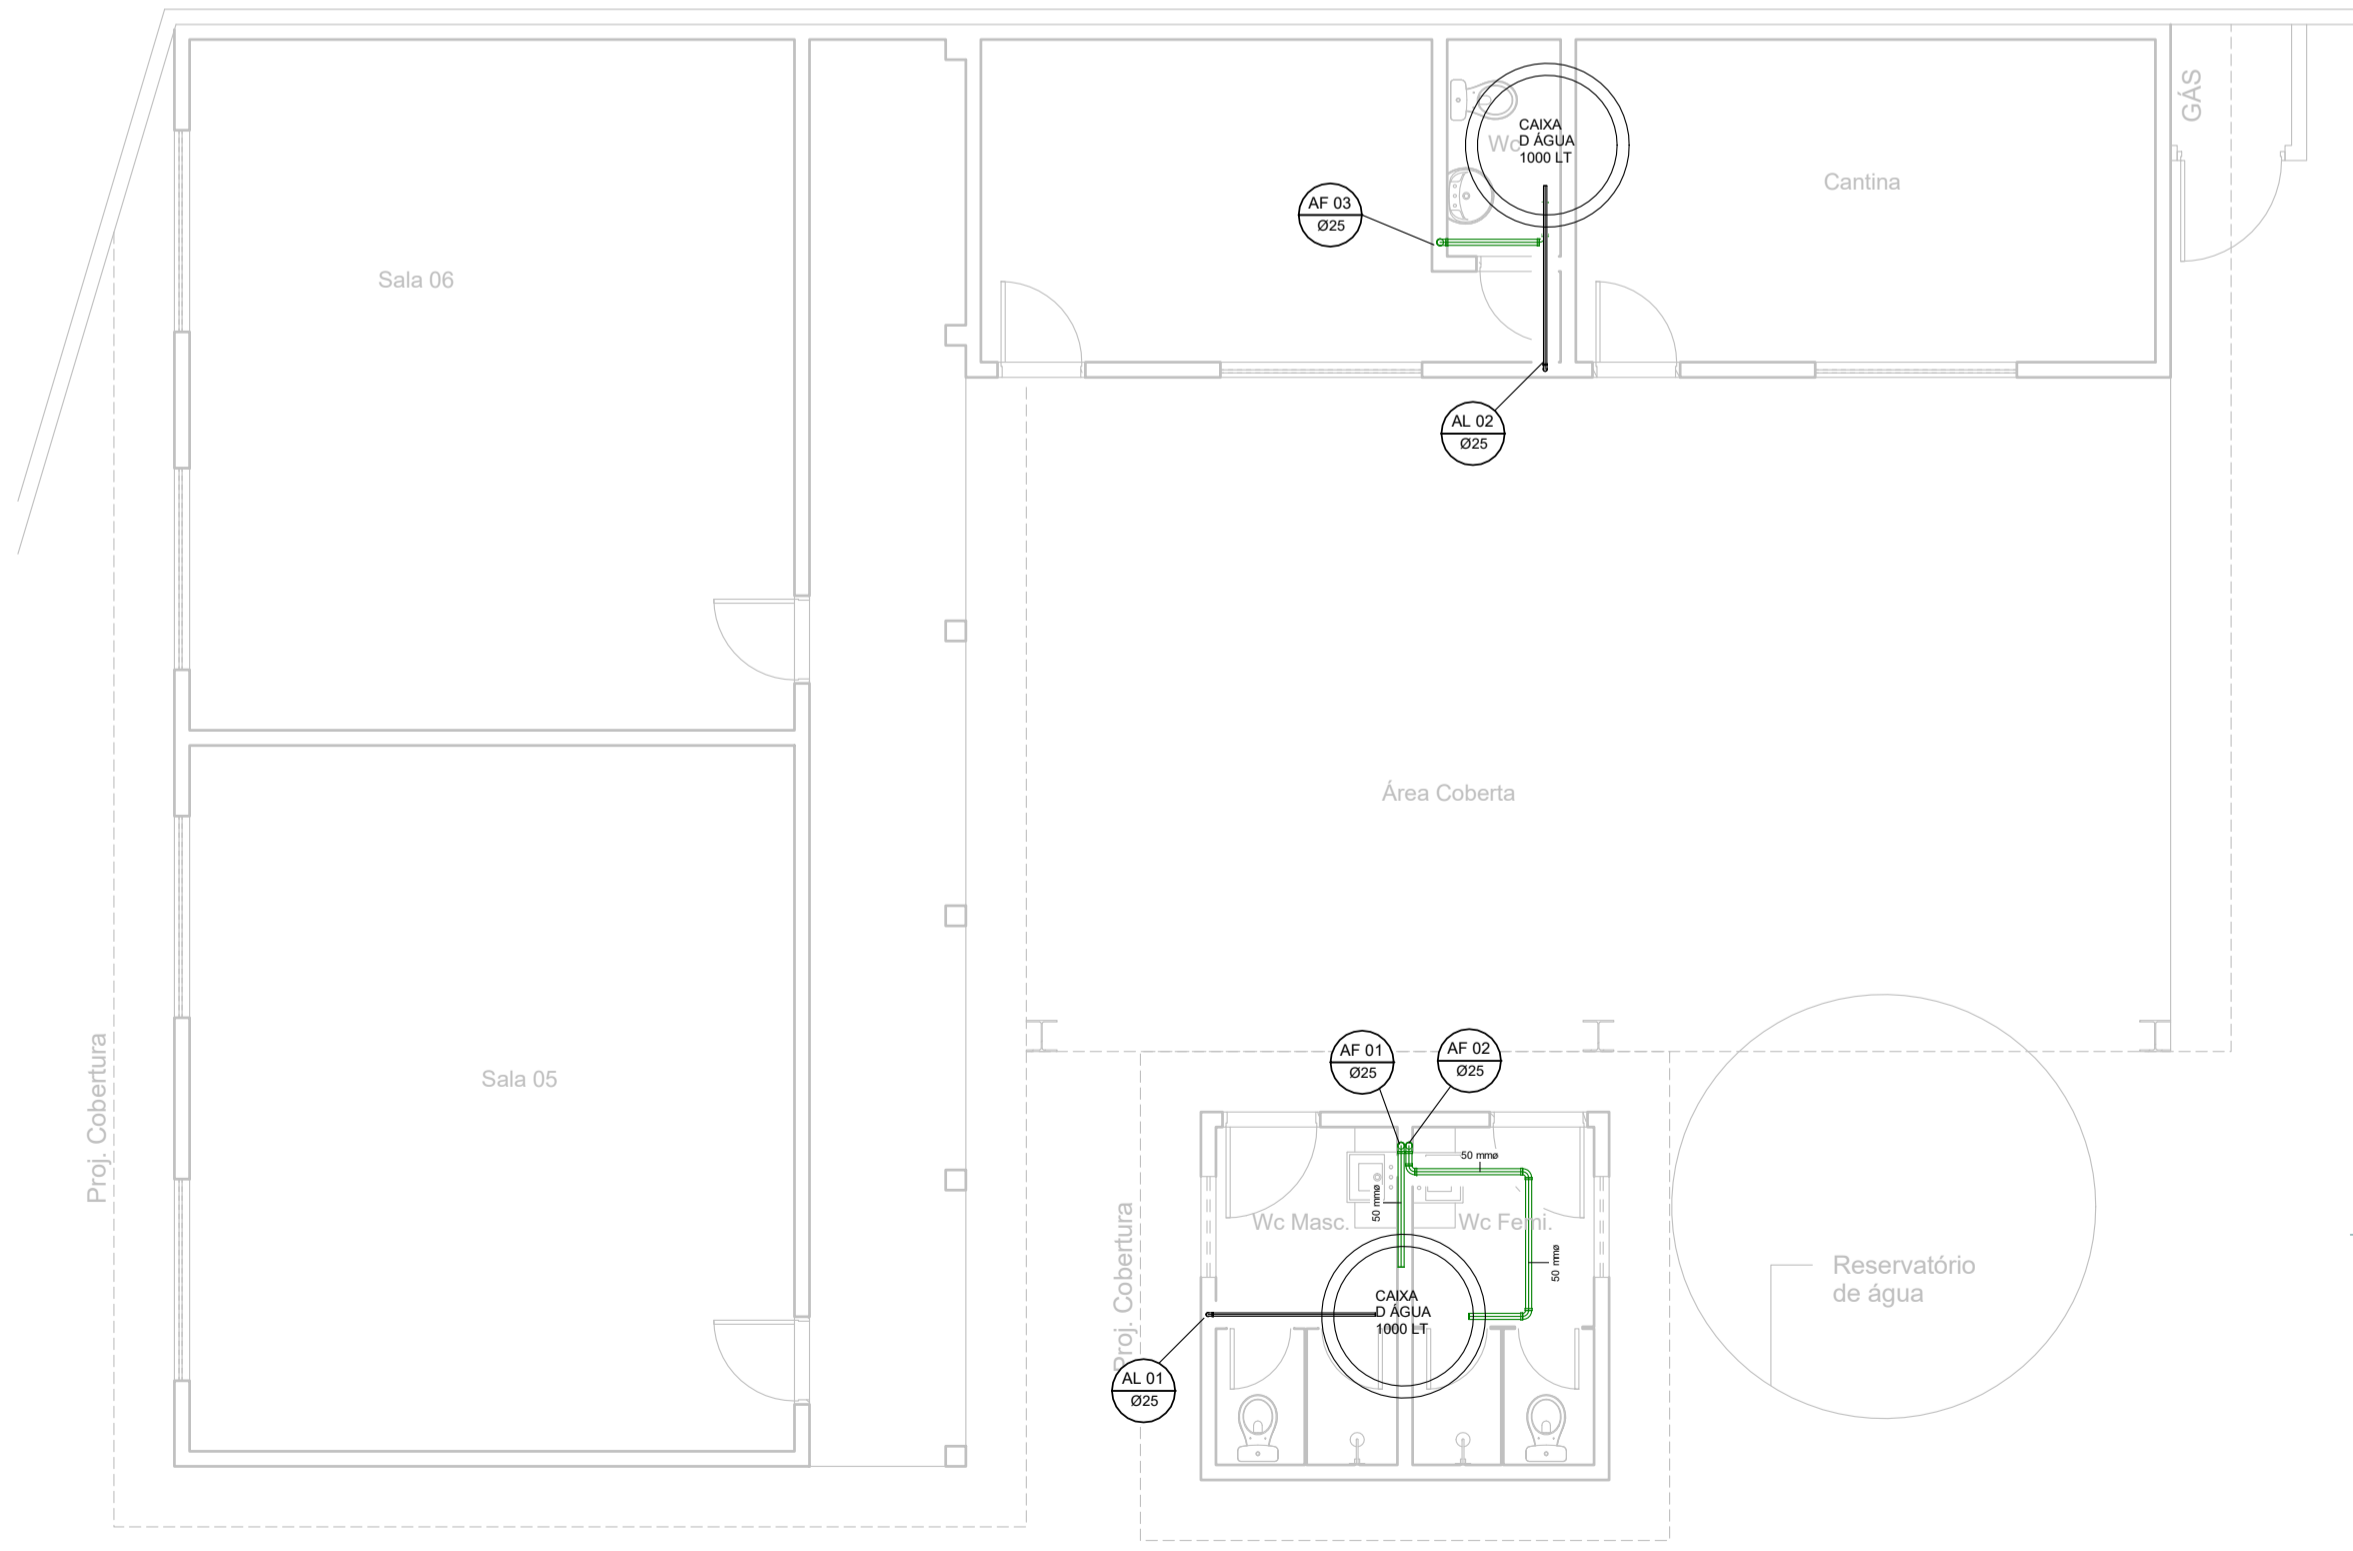 GÁS
CAIXA
D ÁGUA
1000 LT
Wc
Cantina
AF 03
Ø25
Sala 06
AL 02
Ø25
Área Coberta
Proj. Cobertura
Sala 05
AF 01
Ø25
AF 02
Ø25
50 mmø
50 mmø
Wc Masc.
Wc Femi.
50 mmø
Proj. Cobertura
Reservatório
de água
CAIXA
D ÁGUA
1000 LT
AL 01
Ø25